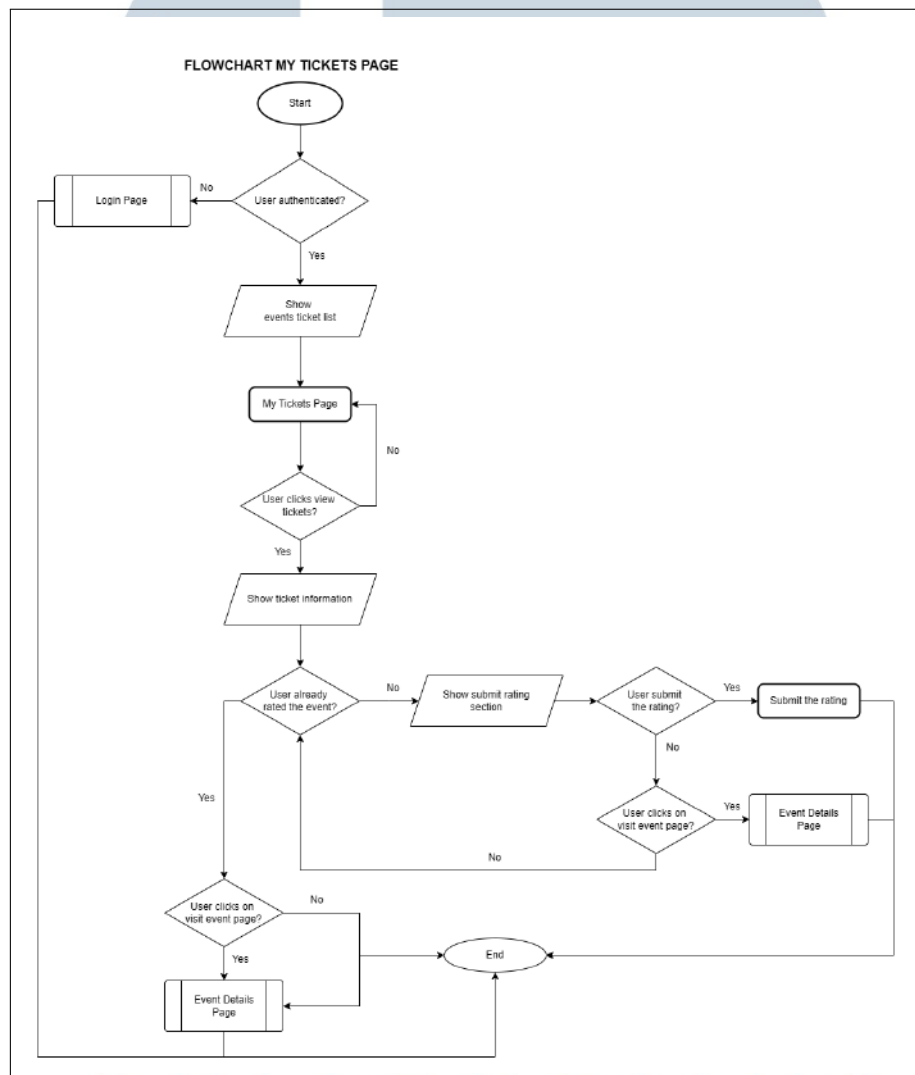 FLOWCHART MY TICKETS PAGE
Start
User authenticated?
No
Login Page
Yes
Show
events ticket list
My Tickets Page
No
User clicks view
tickets?
Yes
Show ticket information
User already
rated the event?
No
Show submit rating
section
User submit
the rating?
Yes
Submit the rating
No
Yes
User clicks on
visit event page?
Yes
Event Details
Page
No
User clicks on
visit event page?
No
Yes
End
Event Details
Page